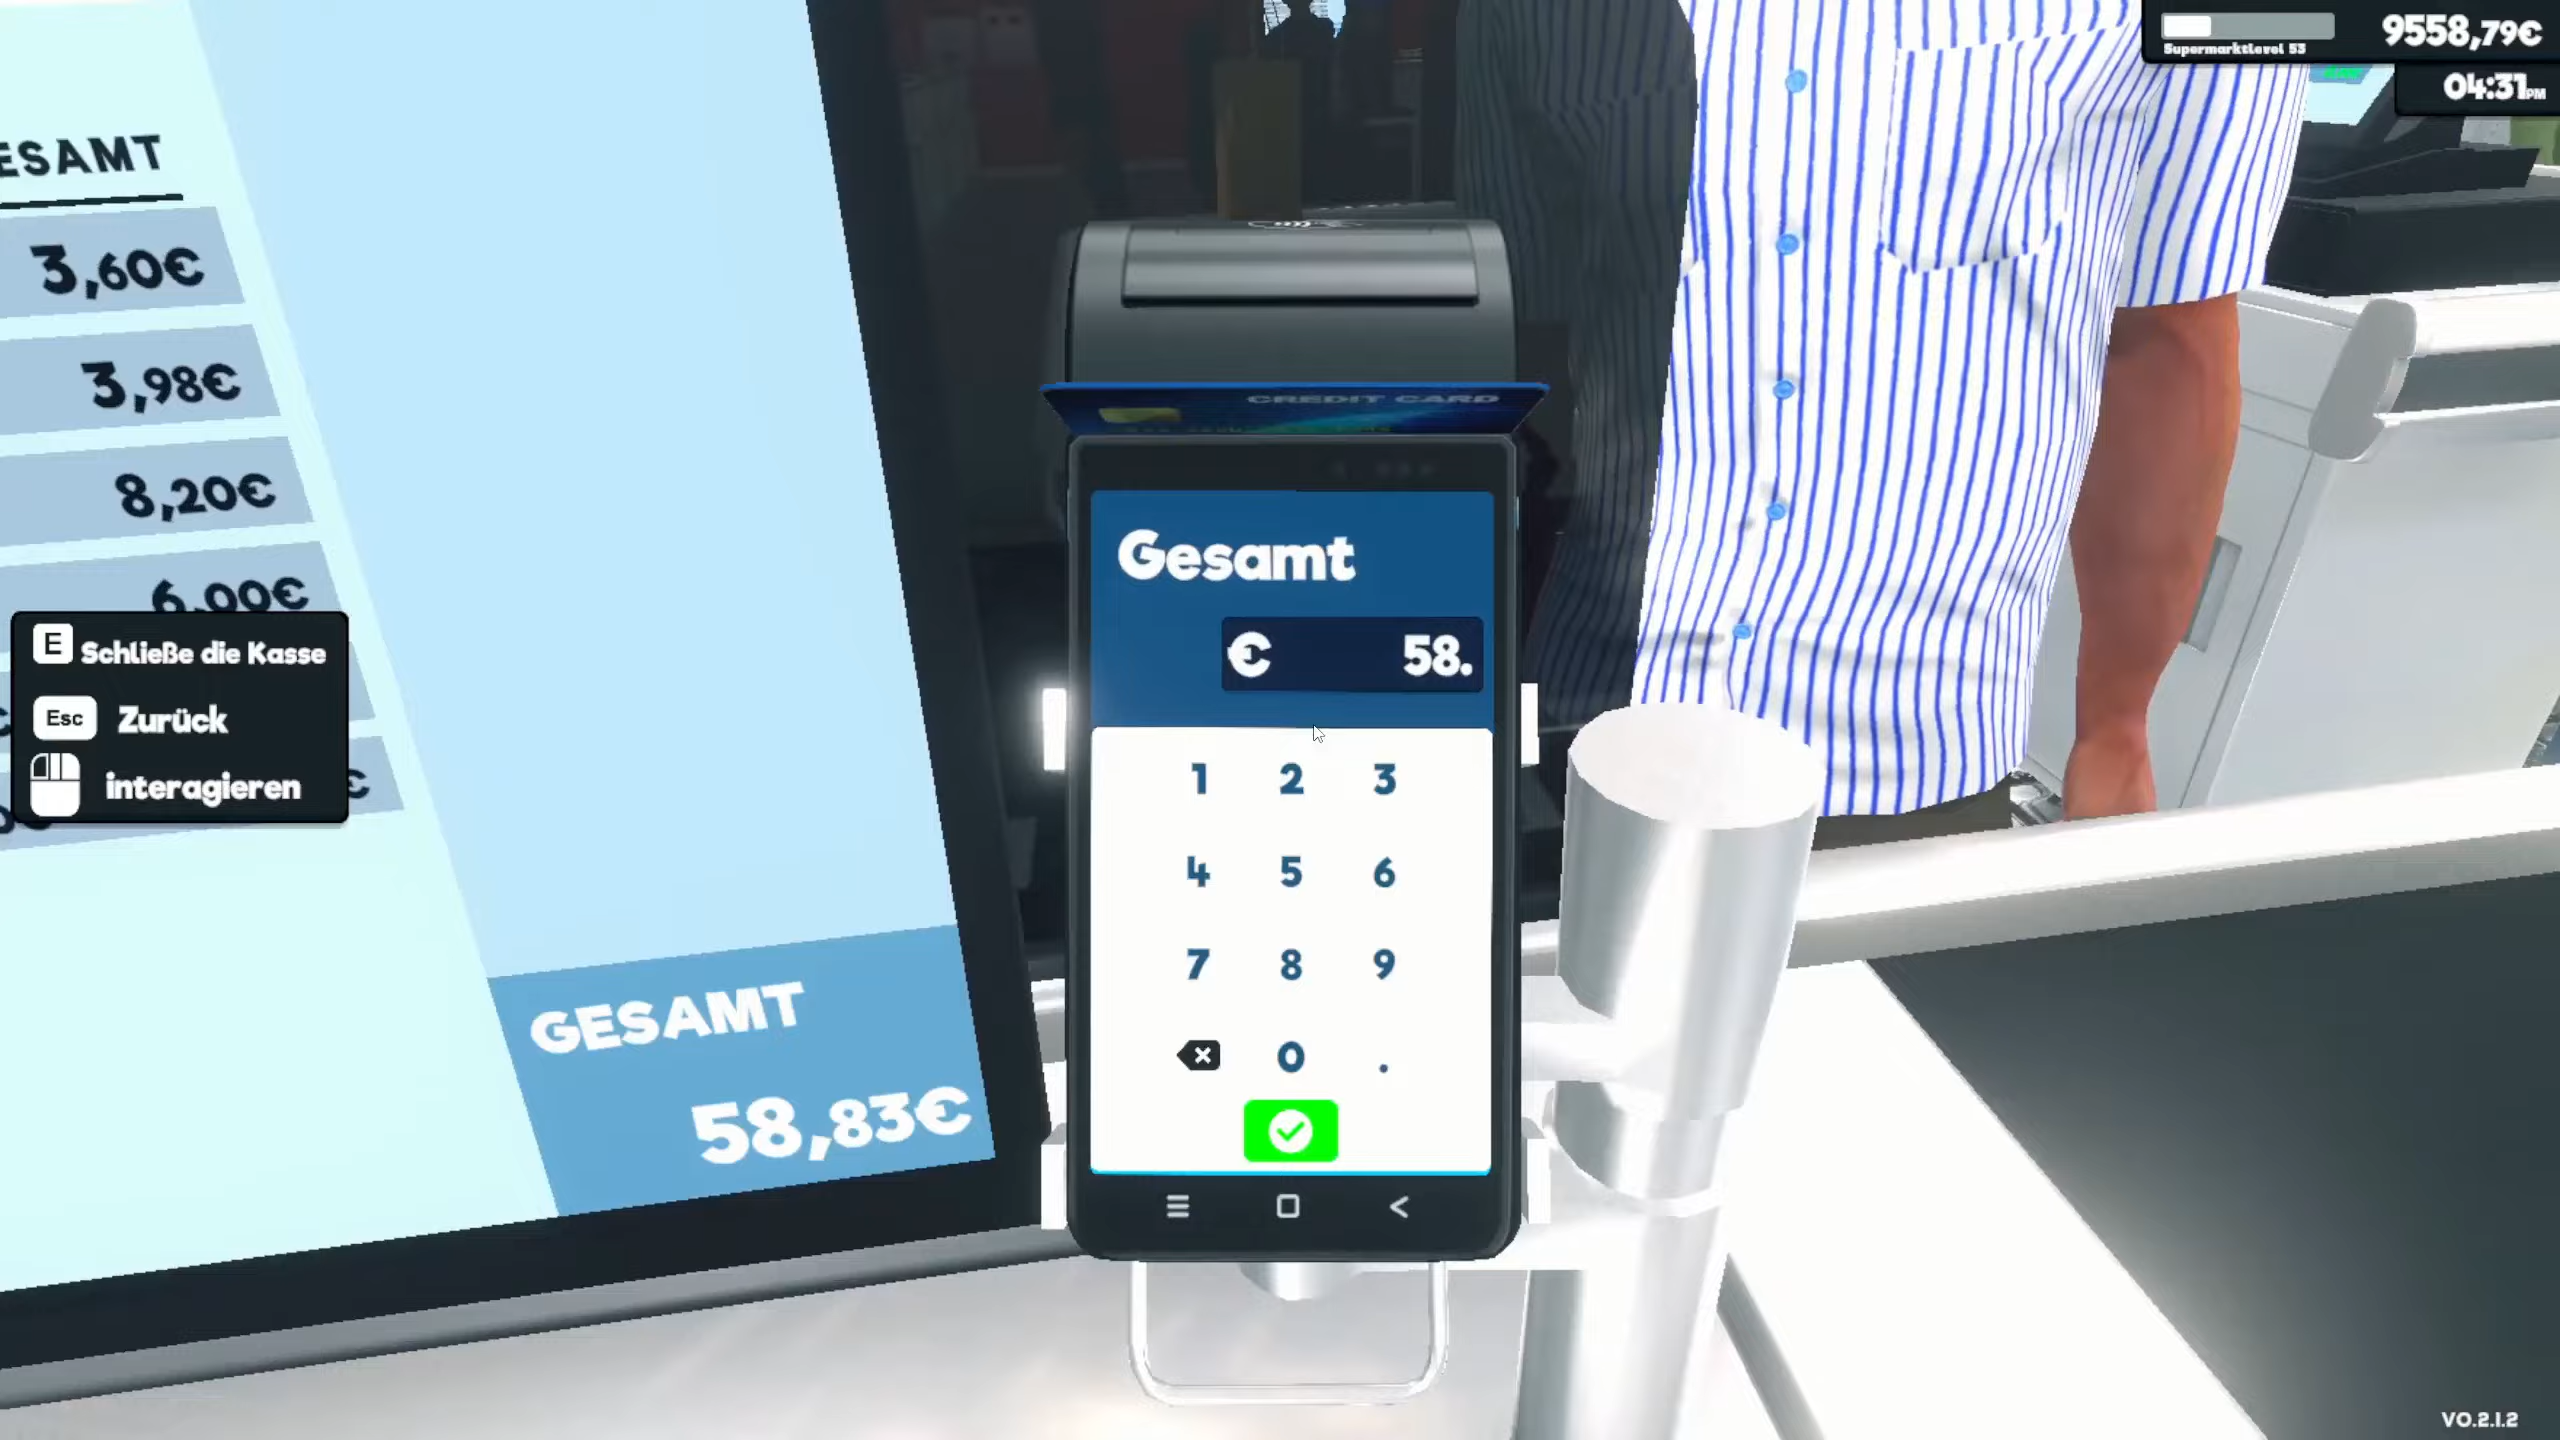 ESAMT
3,60€
3,98€
8,20€
6,00€
€
E Schließe die Kasse
Esc Zurück
interagieren
GESAMT
58,83€
CREDIT CARD
Gesamt
€ 58.
1 2 3
4 5 6
7 8 9
0 .
Supermarktlevel 53
9558,79€
04:31PM
V0.2.1.2